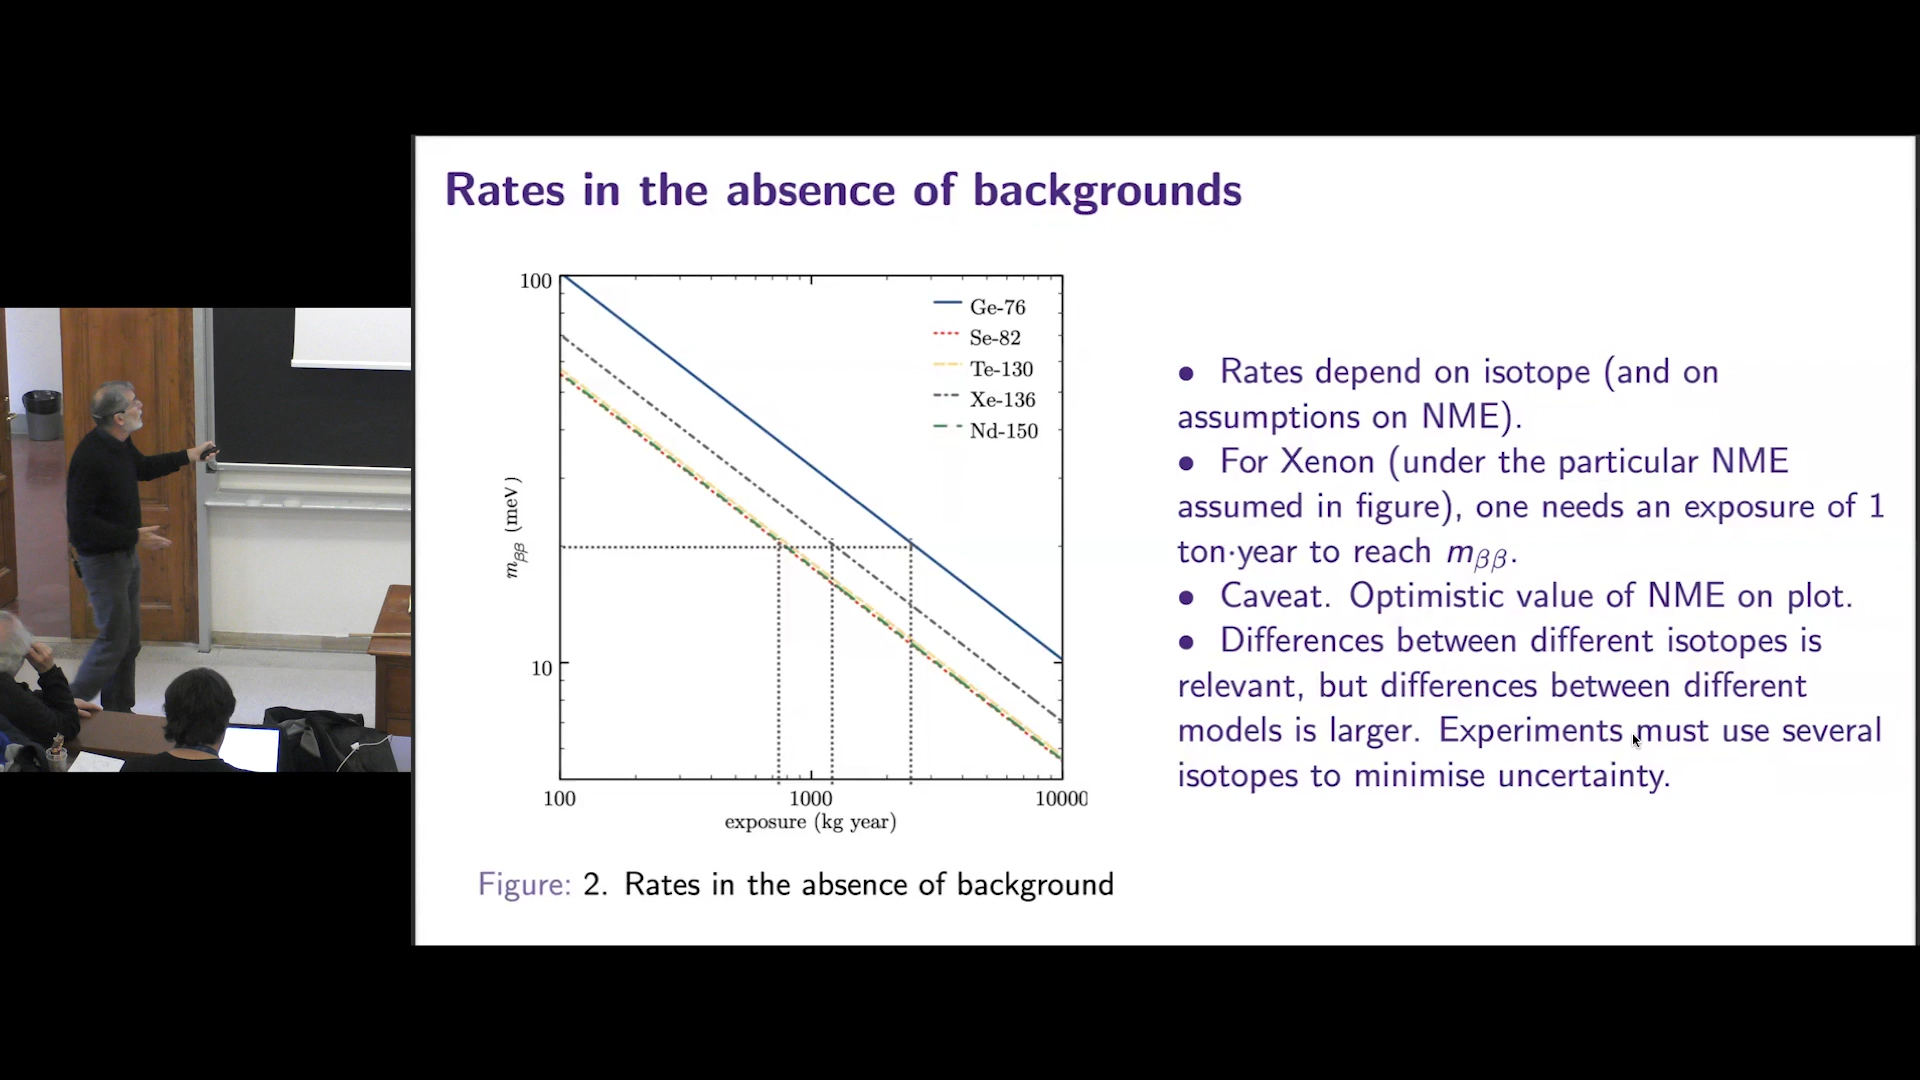 Rates in the absence of backgrounds
100
10
m_ββ (meV)
Ge-76
Se-82
Te-130
Xe-136
Nd-150
100
1000
10000
exposure (kg year)
Figure: 2. Rates in the absence of background
• Rates depend on isotope (and on
assumptions on NME).
• For Xenon (under the particular NME
assumed in figure), one needs an exposure of 1
ton·year to reach m_ββ.
• Caveat. Optimistic value of NME on plot.
• Differences between different isotopes is
relevant, but differences between different
models is larger. Experiments must use several
isotopes to minimise uncertainty.